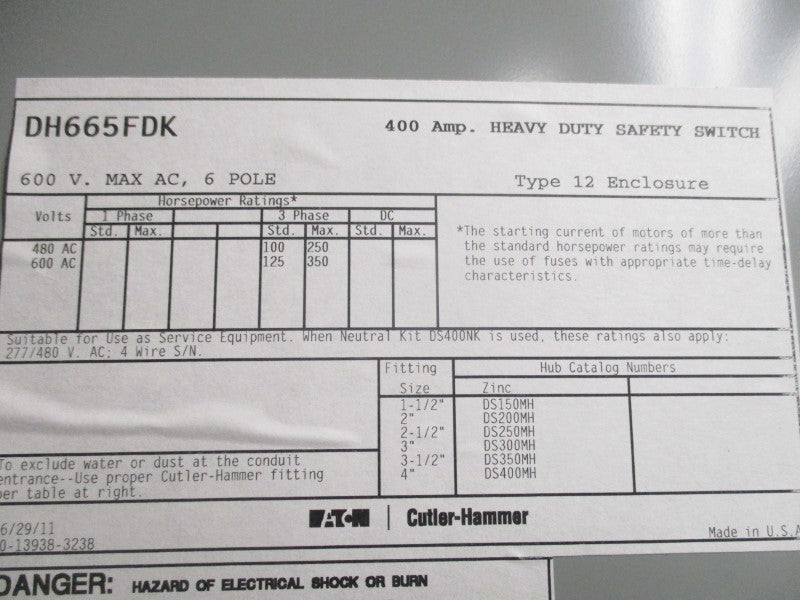 DH665FDK
400 Amp. HEAVY DUTY SAFETY SWITCH
600 V. MAX AC, 6 POLE
Type 12 Enclosure
Horsepower Ratings*
Volts 1 Phase 3 Phase DC
Std. Max. Std. Max. Std. Max.
480 AC 100 250
600 AC 125 350
*The starting current of motors of more than
the standard horsepower ratings may require
the use of fuses with appropriate time-delay
characteristics.
Suitable for Use as Service Equipment. When Neutral Kit DS400NK is used, these ratings also apply:
277/480 V. AC; 4 Wire S/N.
Fitting Hub Catalog Numbers
Size Zinc
1-1/2" DS150MH
2" DS200MH
2-1/2" DS250MH
3" DS300MH
3-1/2" DS350MH
4" DS400MH
To exclude water or dust at the conduit
entrance--Use proper Cutler-Hammer fitting
per table at right.
6/29/11
0-13938-3238
EATON | Cutler-Hammer
Made in U.S.A
DANGER: HAZARD OF ELECTRICAL SHOCK OR BURN